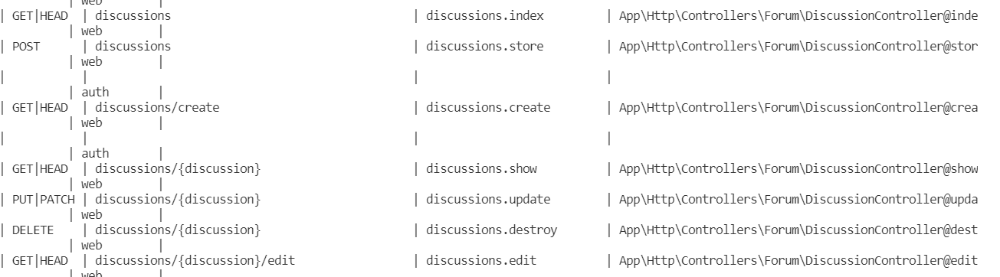 | web |
| GET|HEAD | discussions | discussions.index | App\Http\Controllers\Forum\DiscussionController@inde
| web |
| POST | discussions | discussions.store | App\Http\Controllers\Forum\DiscussionController@stor
| web |
| | | |
| auth |
| GET|HEAD | discussions/create | discussions.create | App\Http\Controllers\Forum\DiscussionController@crea
| web |
| | | |
| auth |
| GET|HEAD | discussions/{discussion} | discussions.show | App\Http\Controllers\Forum\DiscussionController@show
| web |
| PUT|PATCH | discussions/{discussion} | discussions.update | App\Http\Controllers\Forum\DiscussionController@upda
| web |
| DELETE | discussions/{discussion} | discussions.destroy | App\Http\Controllers\Forum\DiscussionController@dest
| web |
| GET|HEAD | discussions/{discussion}/edit | discussions.edit | App\Http\Controllers\Forum\DiscussionController@edit
| web |